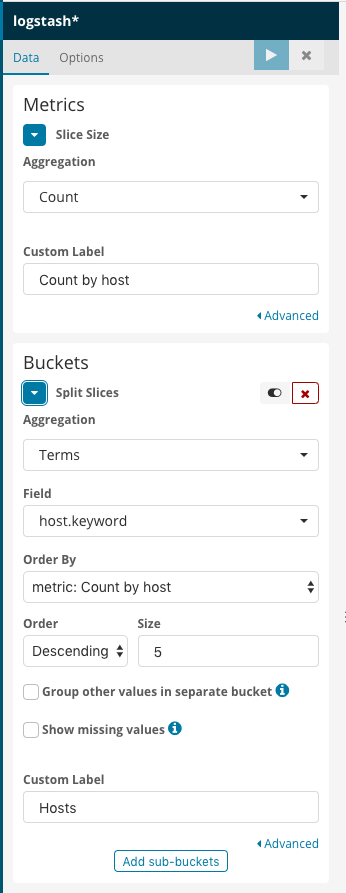 logstash*
Data Options
Metrics
Slice Size
Aggregation
Count
Custom Label
Count by host
Advanced
Buckets
Split Slices
Aggregation
Terms
Field
host.keyword
Order By
metric: Count by host
Order Size
Descending 5
Group other values in separate bucket
Show missing values
Custom Label
Hosts
Advanced
Add sub-buckets